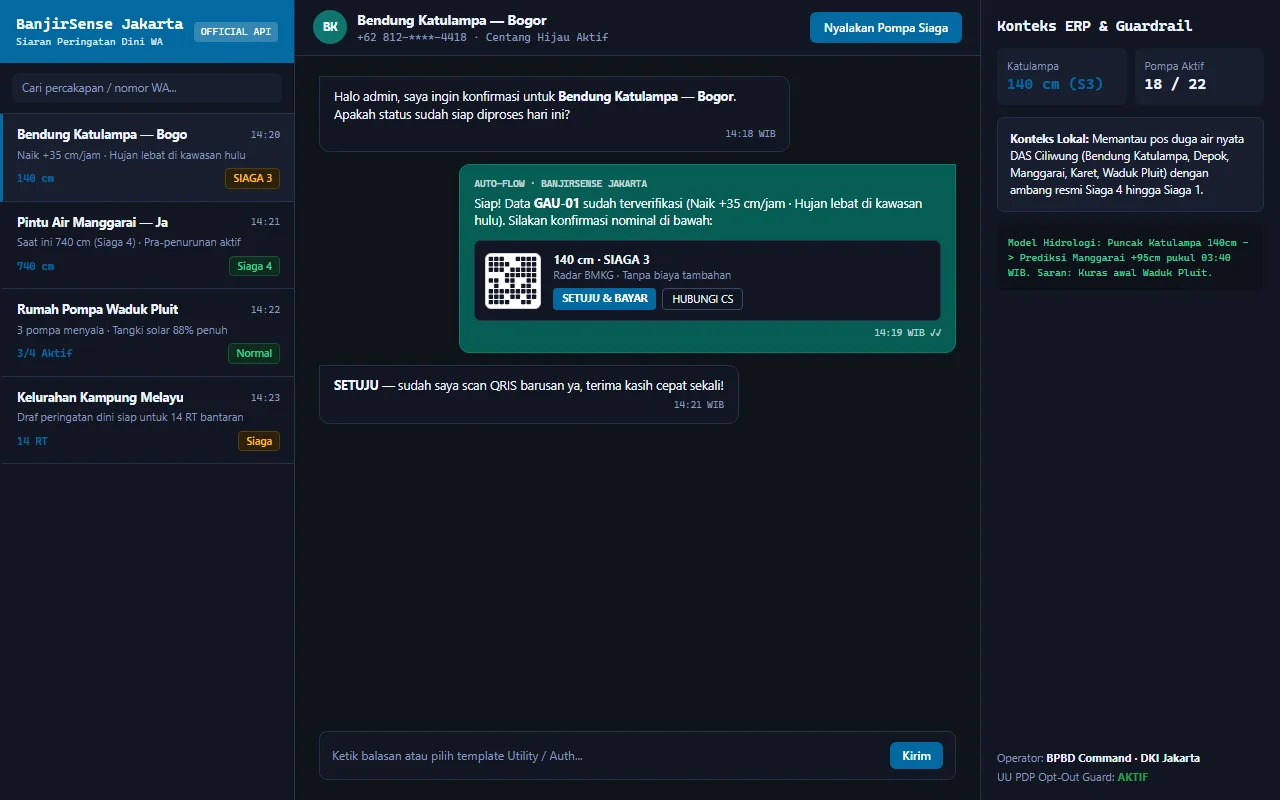 BanjirSense Jakarta
Siaran Peringatan Dini WA
OFFICIAL API
Cari percakapan / nomor WA...
Bendung Katulampa — Bogo
14:20
Naik +35 cm/jam · Hujan lebat di kawasan hulu
140 cm
SIAGA 3
Pintu Air Manggarai — Ja
14:21
Saat ini 740 cm (Siaga 4) · Pra-penurunan aktif
740 cm
Siaga 4
Rumah Pompa Waduk Pluit
14:22
3 pompa menyala · Tangki solar 88% penuh
3/4 Aktif
Normal
Kelurahan Kampung Melayu
14:23
Draf peringatan dini siap untuk 14 RT bantaran
14 RT
Siaga
BK
Bendung Katulampa — Bogor
+62 812-****-4418 · Centang Hijau Aktif
Nyalakan Pompa Siaga
Halo admin, saya ingin konfirmasi untuk Bendung Katulampa — Bogor.
Apakah status sudah siap diproses hari ini?
14:18 WIB
AUTO-FLOW · BANJIRSENSE JAKARTA
Siap! Data GAU-01 sudah terverifikasi (Naik +35 cm/jam · Hujan lebat di kawasan
hulu). Silakan konfirmasi nominal di bawah:
140 cm · SIAGA 3
Radar BMKG · Tanpa biaya tambahan
SETUJU & BAYAR
HUBUNGI CS
14:19 WIB ✓✓
SETUJU — sudah saya scan QRIS barusan ya, terima kasih cepat sekali!
14:21 WIB
Ketik balasan atau pilih template Utility / Auth...
Kirim
Konteks ERP & Guardrail
Katulampa
140 cm (S3)
Pompa Aktif
18 / 22
Konteks Lokal: Memantau pos duga air nyata
DAS Ciliwung (Bendung Katulampa, Depok,
Manggarai, Karet, Waduk Pluit) dengan
ambang resmi Siaga 4 hingga Siaga 1.
Model Hidrologi: Puncak Katulampa 140cm -
> Prediksi Manggarai +95cm pukul 03:40
WIB. Saran: Kuras awal Waduk Pluit.
Operator: BPBD Command · DKI Jakarta
UU PDP Opt-Out Guard: AKTIF